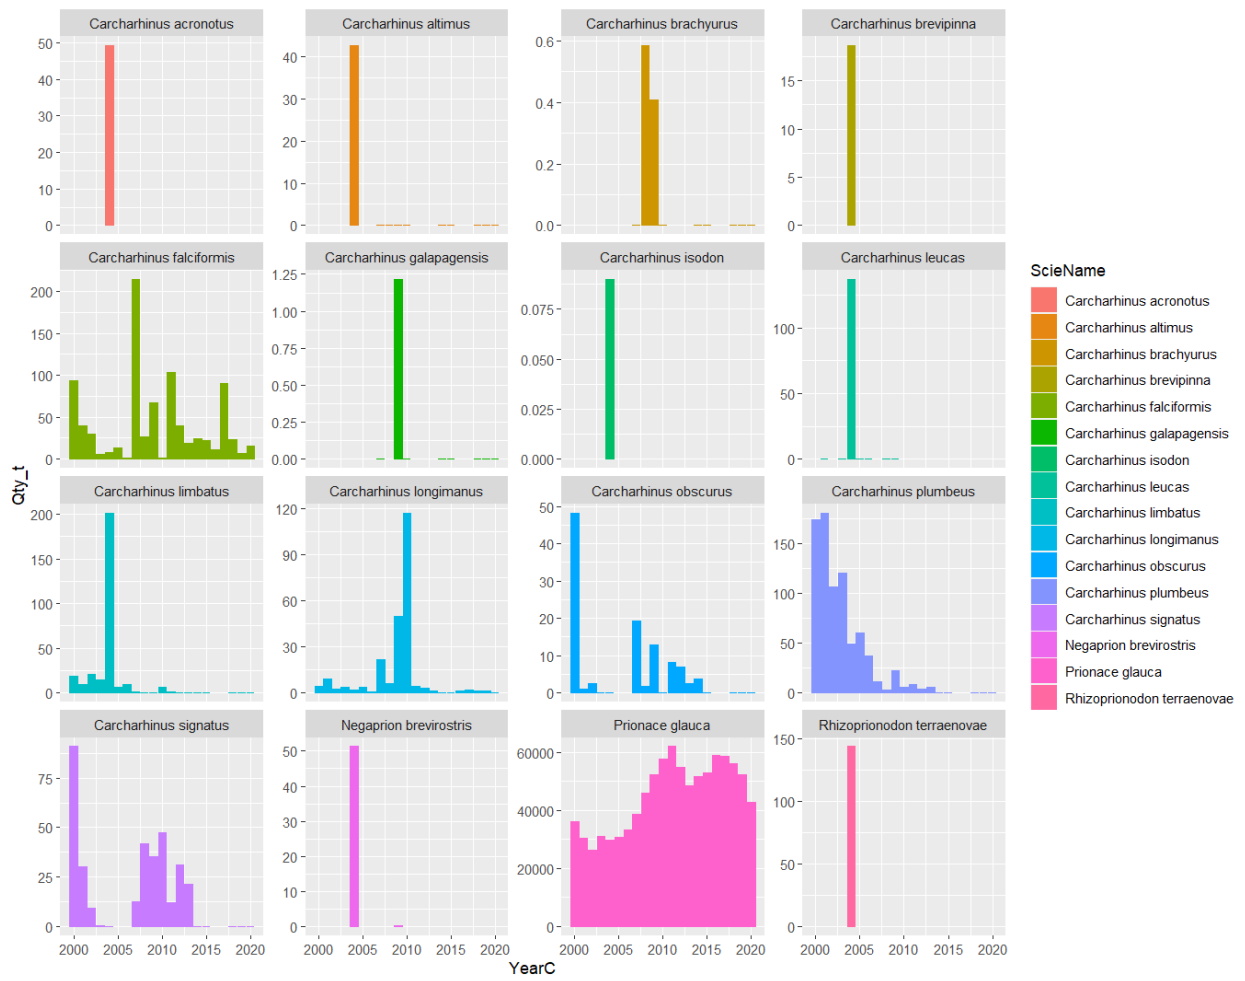 Carcharhinus acronotus
Carcharhinus altimus
Carcharhinus brachyurus
Carcharhinus brevipinna
50
40
30
20
10
0
40
30
20
10
0
0.6
0.4
0.2
0.0
15
10
5
0
Carcharhinus falciformis
Carcharhinus galapagensis
Carcharhinus isodon
Carcharhinus leucas
200
150
100
50
0
1.25
1.00
0.75
0.50
0.25
0.00
0.075
0.050
0.025
0.000
100
50
0
Carcharhinus limbatus
Carcharhinus longimanus
Carcharhinus obscurus
Carcharhinus plumbeus
200
150
100
50
0
120
90
60
30
0
50
40
30
20
10
0
150
100
50
0
Carcharhinus signatus
Negaprion brevirostris
Prionace glauca
Rhizoprionodon terraenovae
75
50
25
0
50
40
30
20
10
0
60000
40000
20000
0
150
100
50
0
2000 2005 2010 2015 2020
2000 2005 2010 2015 2020
2000 2005 2010 2015 2020
2000 2005 2010 2015 2020
Qty_t
YearC
ScieName
Carcharhinus acronotus
Carcharhinus altimus
Carcharhinus brachyurus
Carcharhinus brevipinna
Carcharhinus falciformis
Carcharhinus galapagensis
Carcharhinus isodon
Carcharhinus leucas
Carcharhinus limbatus
Carcharhinus longimanus
Carcharhinus obscurus
Carcharhinus plumbeus
Carcharhinus signatus
Negaprion brevirostris
Prionace glauca
Rhizoprionodon terraenovae